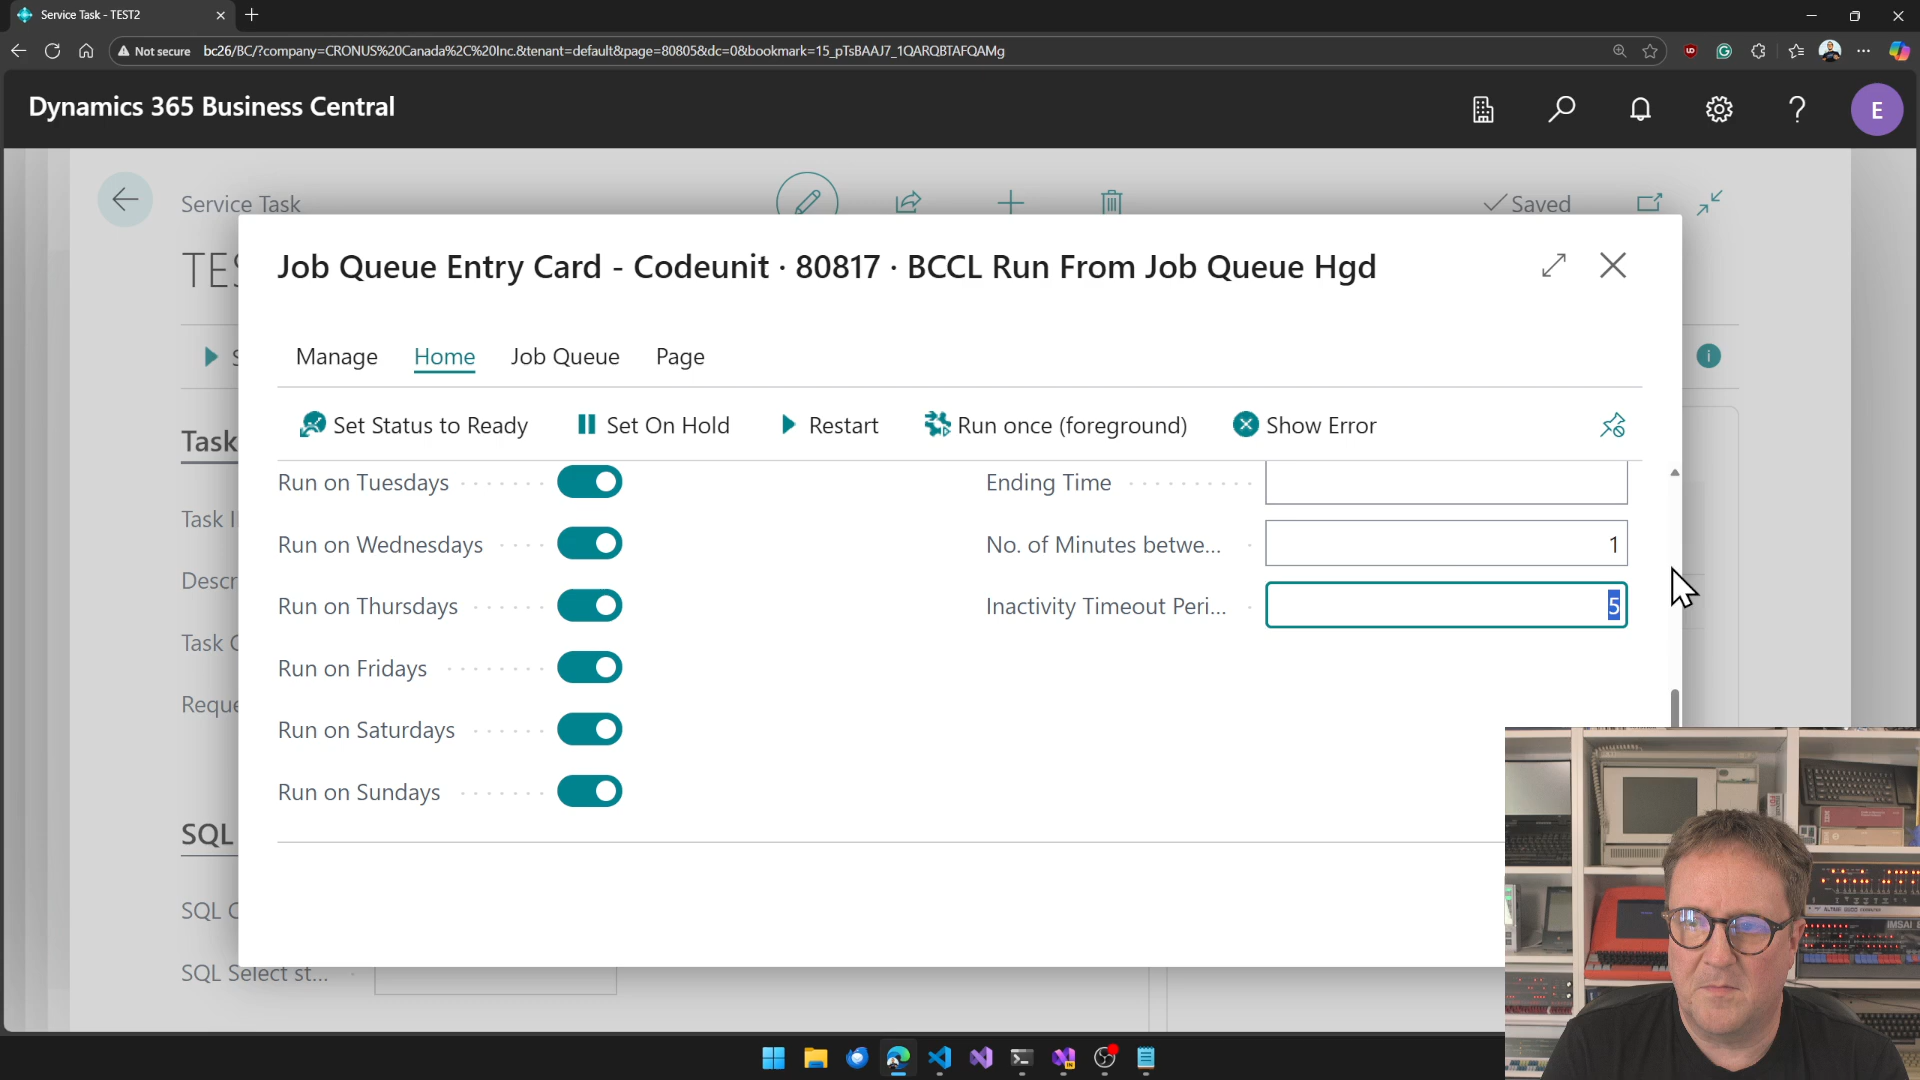 Service Task - TEST2
Not secure bc26/BC/?company=CRONUS%20Canada%2C%20Inc.&tenant=default&page=80805&dc=0&bookmark=15_pTsBAAJ7_1QARQBTAFQAMg
Dynamics 365 Business Central
E
Service Task
Saved
TES
Job Queue Entry Card - Codeunit · 80817 · BCCL Run From Job Queue Hgd
Manage Home Job Queue Page
S
Set Status to Ready Set On Hold Restart Run once (foreground) Show Error
Task
Run on Tuesdays
Ending Time
Task I
Run on Wednesdays
No. of Minutes betwe... 1
Descr
Run on Thursdays
Inactivity Timeout Peri... 5
Task
Run on Fridays
Reque
Run on Saturdays
Run on Sundays
SQL
SQL C
SQL Select st...
IMSAI 8